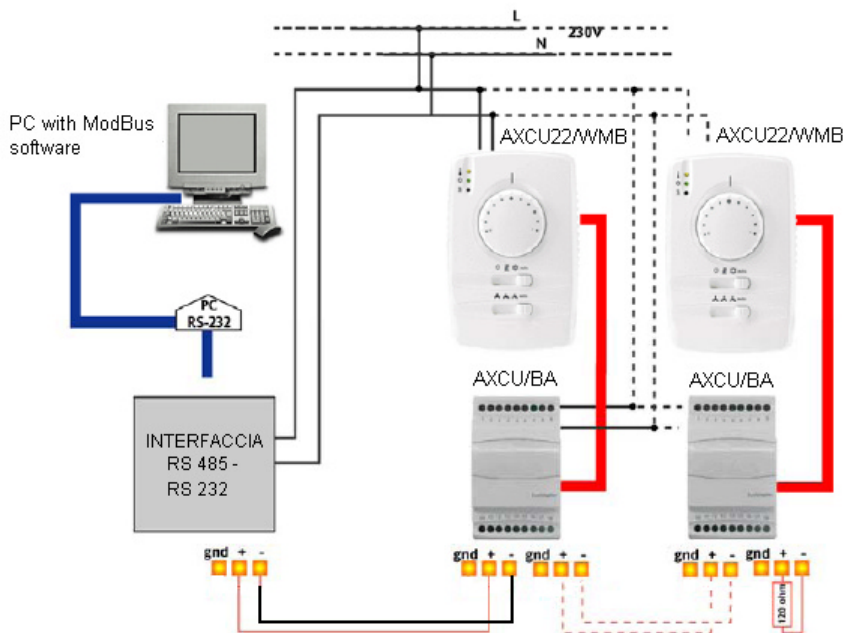 L
230V
N
PC with ModBus
software
AXCU22/WMB
AXCU22/WMB
PC
RS-232
AXCU/BA
AXCU/BA
INTERFACCIA
RS 485 -
RS 232
gnd + -
gnd + -
gnd + -
gnd + -
gnd + -
120 ohm